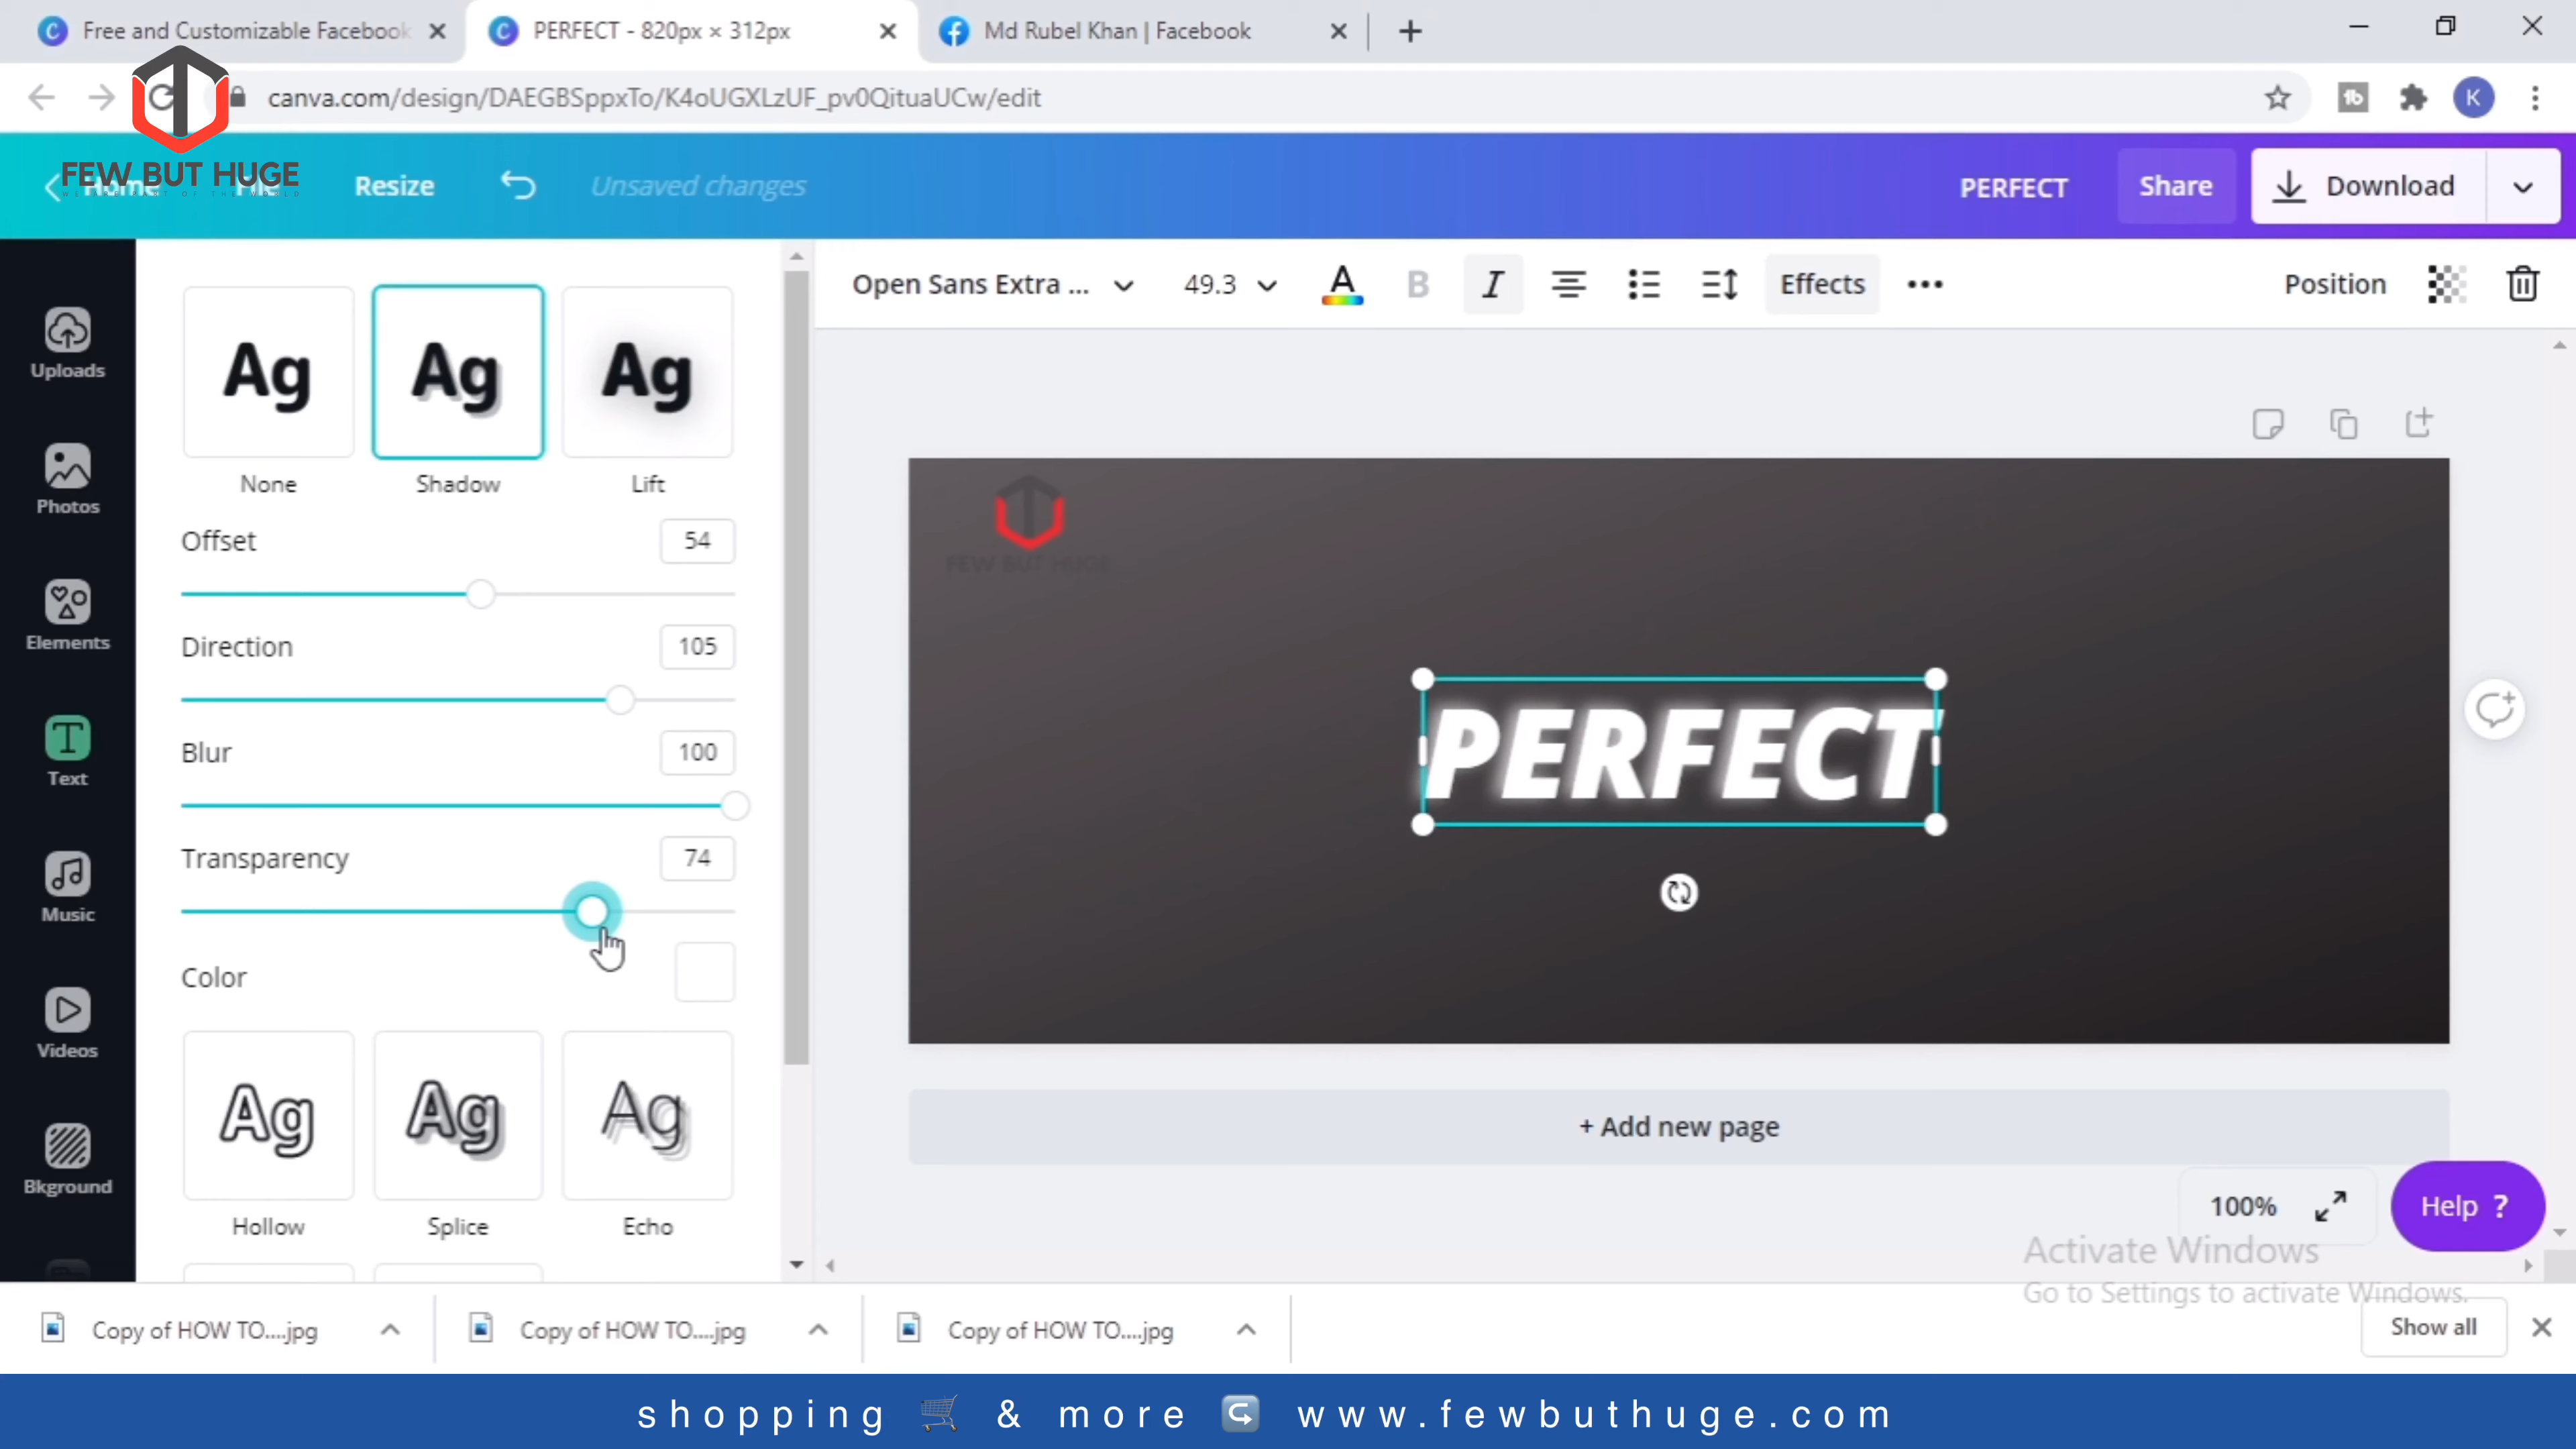 Free and Customizable Facebook
PERFECT - 820px × 312px
Md Rubel Khan | Facebook
canva.com/design/DAEGBSppxTo/K4oUGXLzUF_pv0QituaUCw/edit
K
FEW BUT HUGE
Resize
Unsaved changes
PERFECT
Share
Download
Uploads
Photos
Elements
Text
Music
Videos
Bkground
Ag
Ag
Ag
None
Shadow
Lift
Offset
54
Direction
105
Blur
100
Transparency
74
Color
Ag
Ag
Ag
Hollow
Splice
Echo
Open Sans Extra ...
49.3
A
B
I
Effects
Position
FEW BUT HUGE
PERFECT
+ Add new page
100%
Help ?
Activate Windows
Go to Settings to activate Windows.
Copy of HOW TO....jpg
Copy of HOW TO....jpg
Copy of HOW TO....jpg
Show all
shopping 🛒 & more ↪️ www.fewbuthuge.com